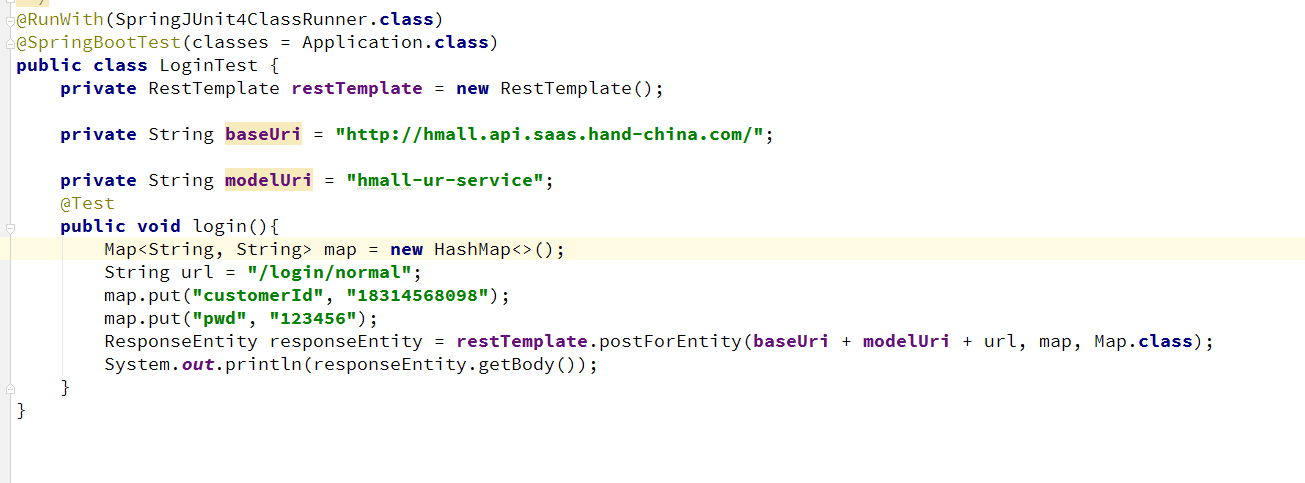 @RunWith(SpringJUnit4ClassRunner.class)
@SpringBootTest(classes = Application.class)
public class LoginTest {
    private RestTemplate restTemplate = new RestTemplate();
    private String baseUri = "http://hmall.api.saas.hand-china.com/";
    private String modelUri = "hmall-ur-service";
    @Test
    public void login(){
        Map<String, String> map = new HashMap<>();
        String url = "/login/normal";
        map.put("customerId", "18314568098");
        map.put("pwd", "123456");
        ResponseEntity responseEntity = restTemplate.postForEntity(baseUri + modelUri + url, map, Map.class);
        System.out.println(responseEntity.getBody());
    }
}